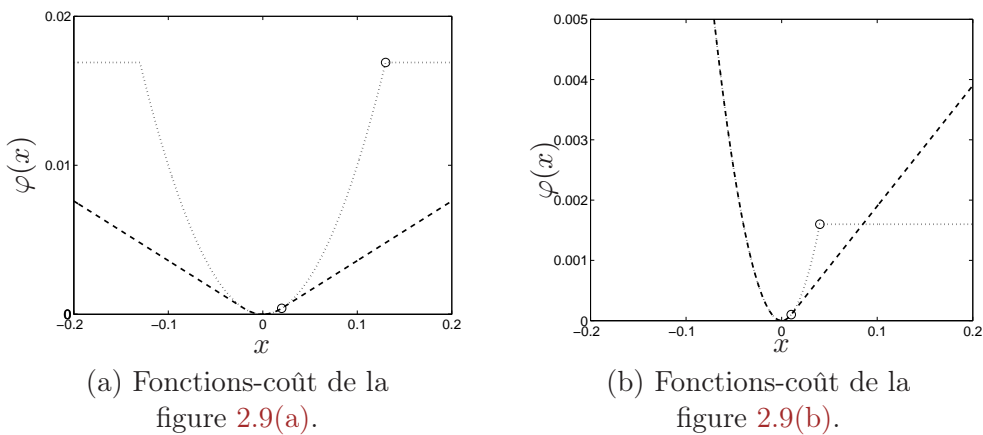 0.02
0.01
0
−0.2
−0.1
0
0.1
0.2
φ(x)
x
(a) Fonctions-coût de la
figure 2.9(a).
0.005
0.004
0.003
0.002
0.001
0
−0.2
−0.1
0
0.1
0.2
φ(x)
x
(b) Fonctions-coût de la
figure 2.9(b).